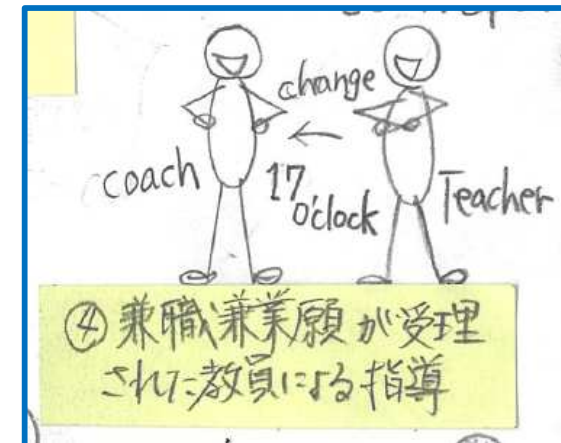 change
←
coach
17
O'clock
Teacher
④兼職兼業願が受理
された教員による指導